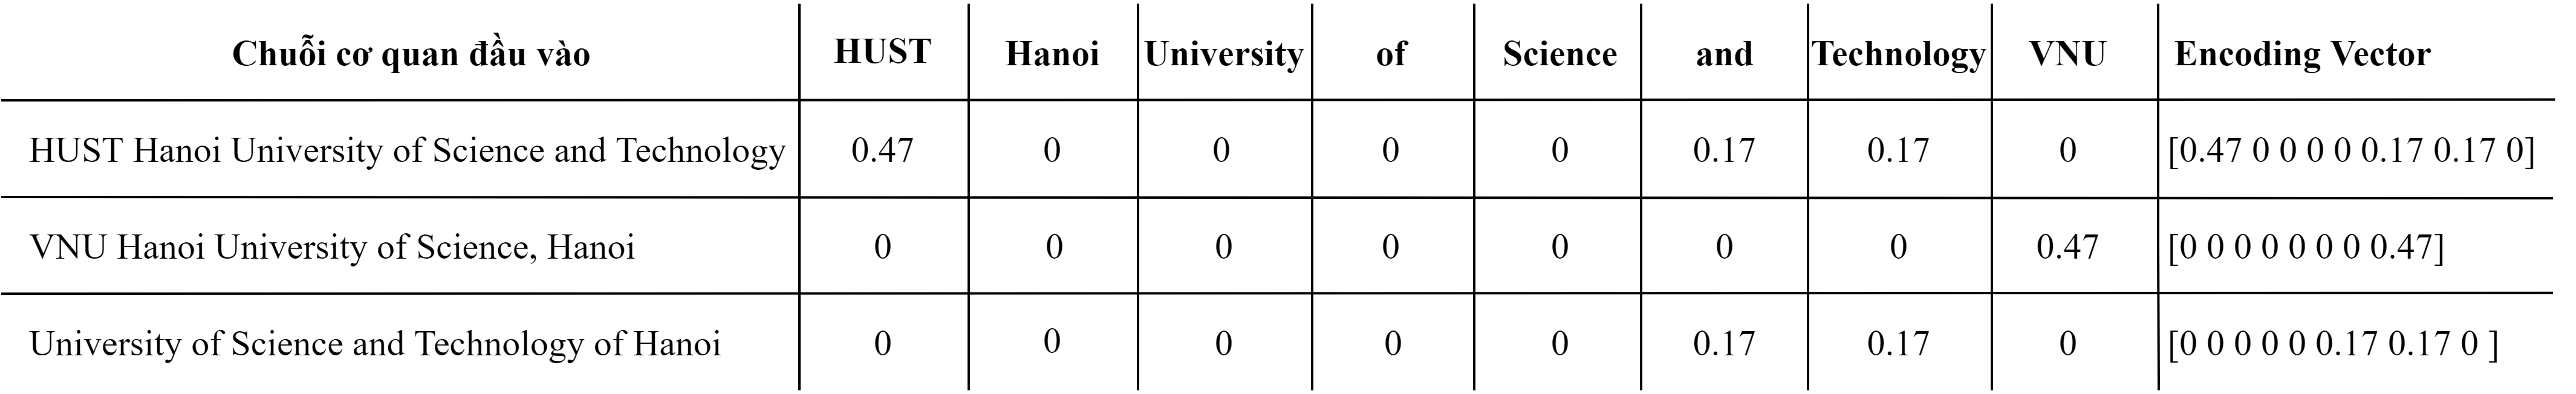 Chuỗi cơ quan đầu vào HUST Hanoi University of Science and Technology VNU Encoding Vector
HUST Hanoi University of Science and Technology 0.47 0 0 0 0 0.17 0.17 0 [0.47 0 0 0 0 0.17 0.17 0]
VNU Hanoi University of Science, Hanoi 0 0 0 0 0 0 0 0.47 [0 0 0 0 0 0 0 0.47]
University of Science and Technology of Hanoi 0 0 0 0 0 0.17 0.17 0 [0 0 0 0 0 0.17 0.17 0 ]